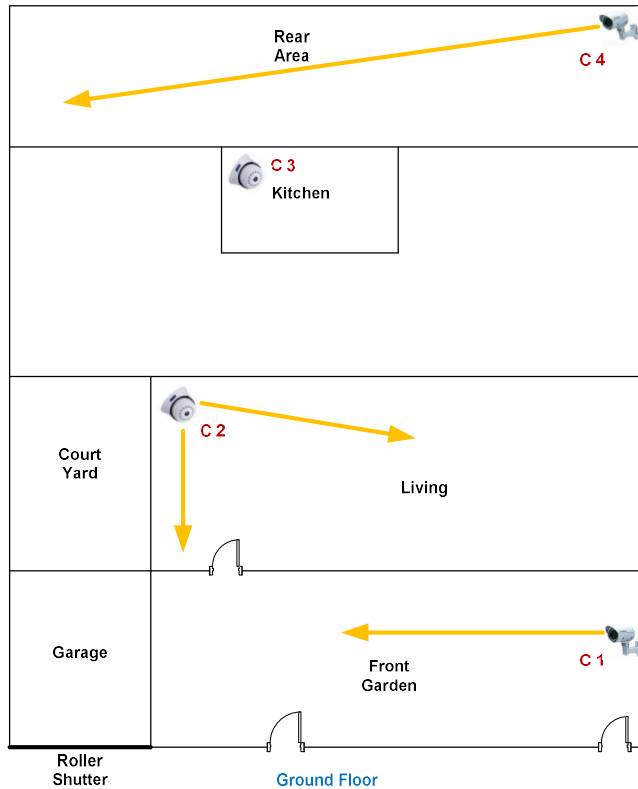 Rear
Area
C 4
C 3
Kitchen
C 2
Court
Yard
Living
Garage
C 1
Front
Garden
Roller
Shutter
Ground Floor